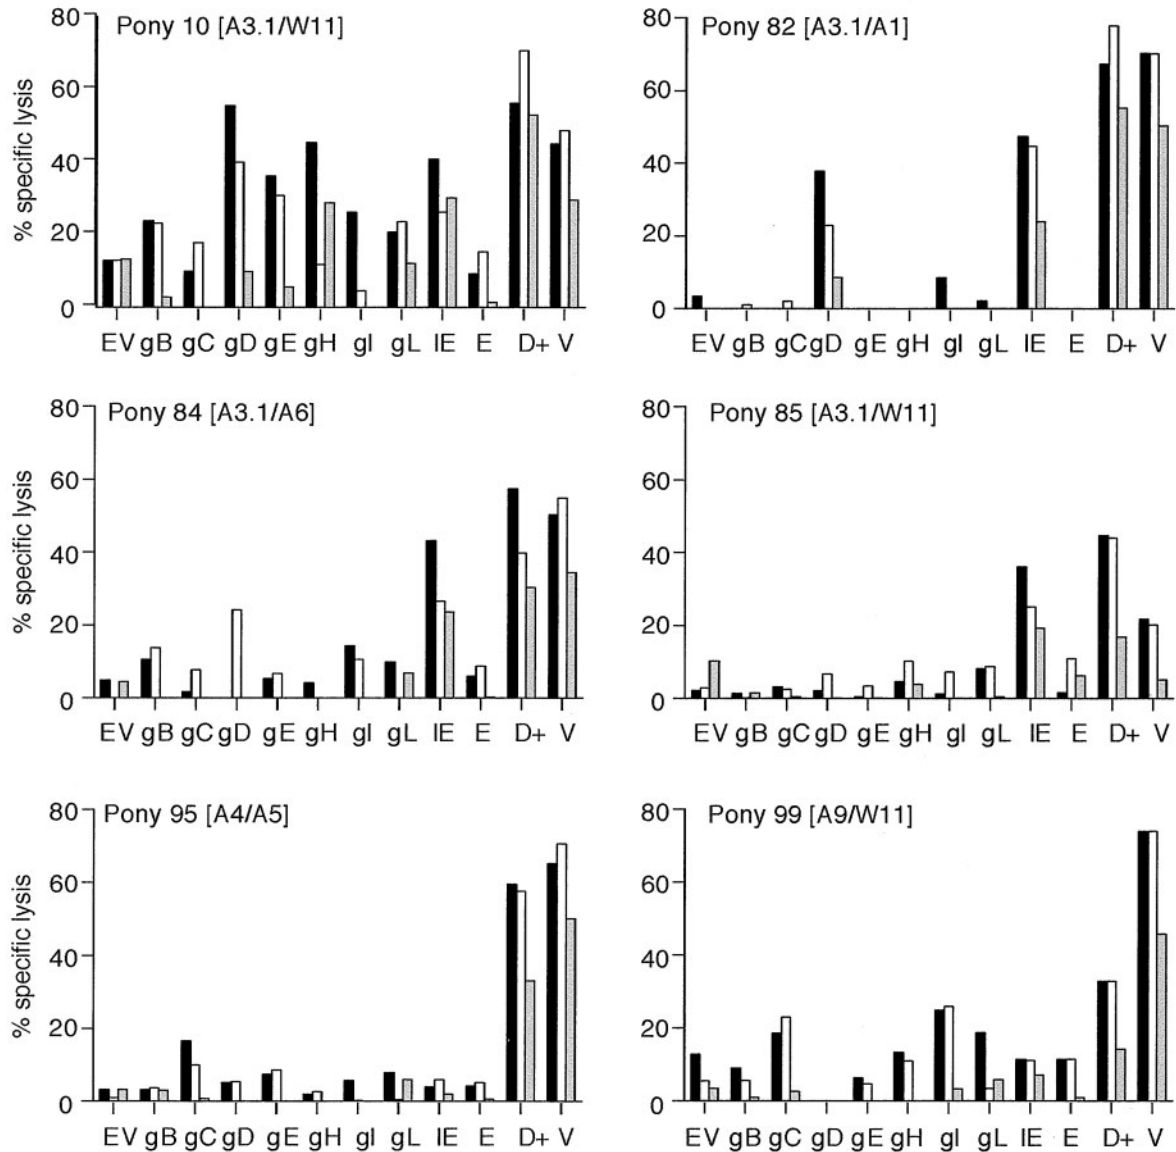 Pony 10 [A3.1/W11]
% specific lysis
80
60
40
20
0
EV gB gC gD gE gH gI gL IE E D+ V
Pony 82 [A3.1/A1]
80
60
40
20
0
EV gB gC gD gE gH gI gL IE E D+ V
Pony 84 [A3.1/A6]
% specific lysis
80
60
40
20
0
EV gB gC gD gE gH gI gL IE E D+ V
Pony 85 [A3.1/W11]
80
60
40
20
0
EV gB gC gD gE gH gI gL IE E D+ V
Pony 95 [A4/A5]
% specific lysis
80
60
40
20
0
EV gB gC gD gE gH gI gL IE E D+ V
Pony 99 [A9/W11]
80
60
40
20
0
EV gB gC gD gE gH gI gL IE E D+ V